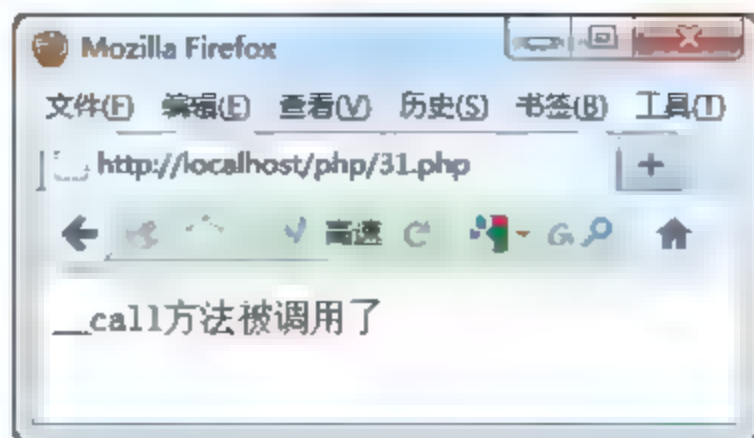 Mozilla Firefox
文件(F) 编辑(E) 查看(V) 历史(S) 书签(B) 工具(T)
http://localhost/php/31.php
高速
__call方法被调用了